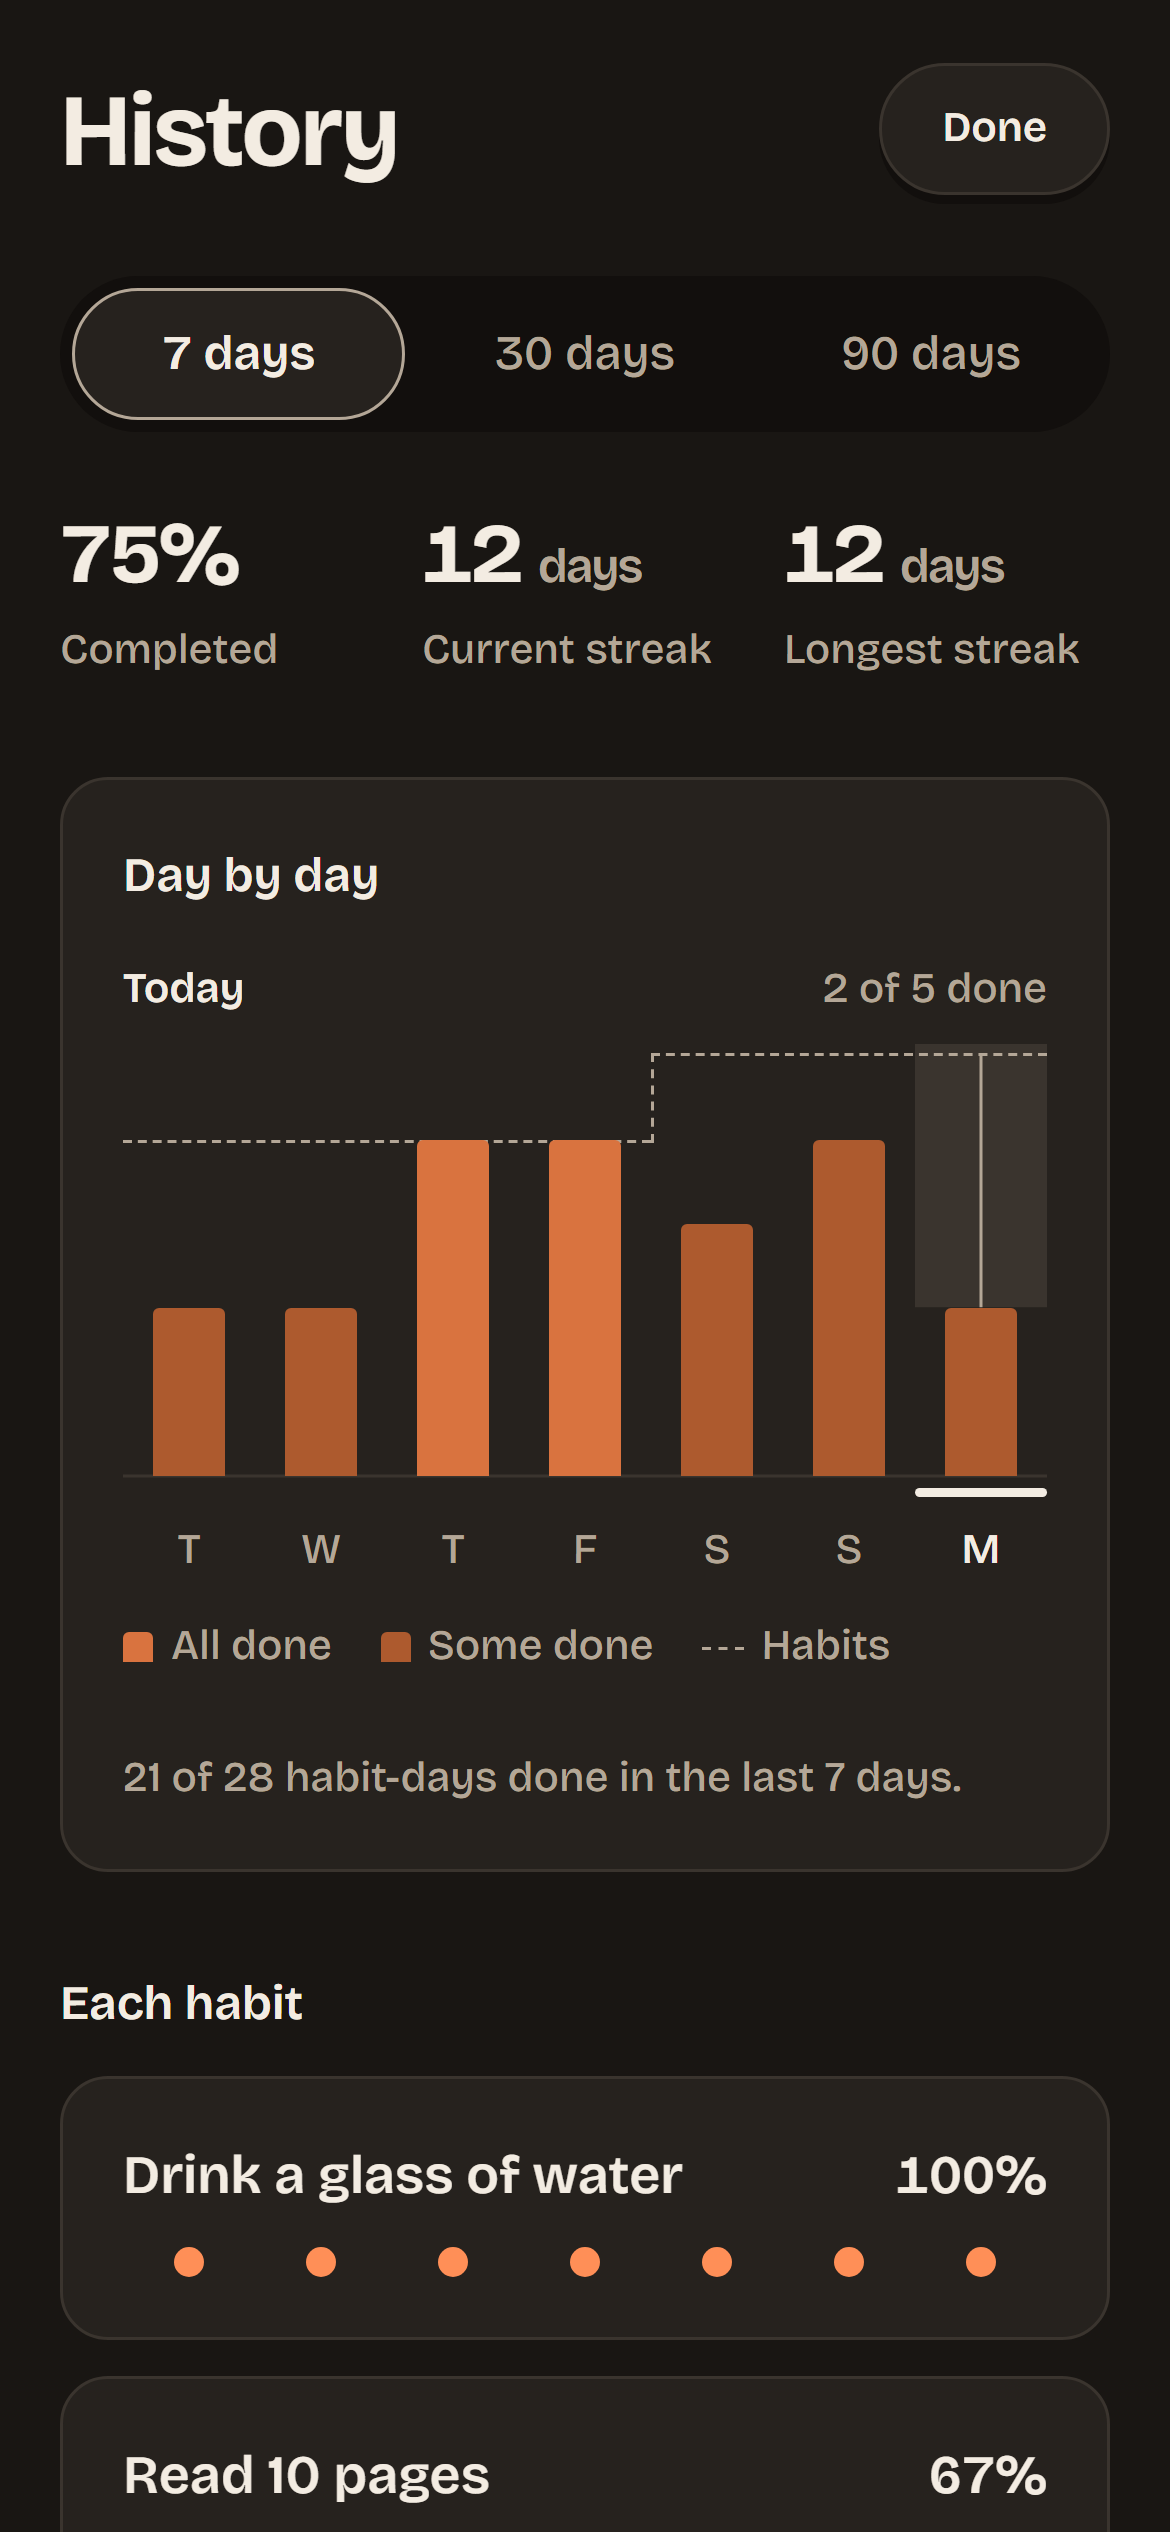 History
Done
7 days
30 days
90 days
75%
12 days
12 days
Completed
Current streak
Longest streak
Day by day
Today
2 of 5 done
T W T F S S M
All done
Some done
Habits
21 of 28 habit-days done in the last 7 days.
Each habit
Drink a glass of water
100%
Read 10 pages
67%